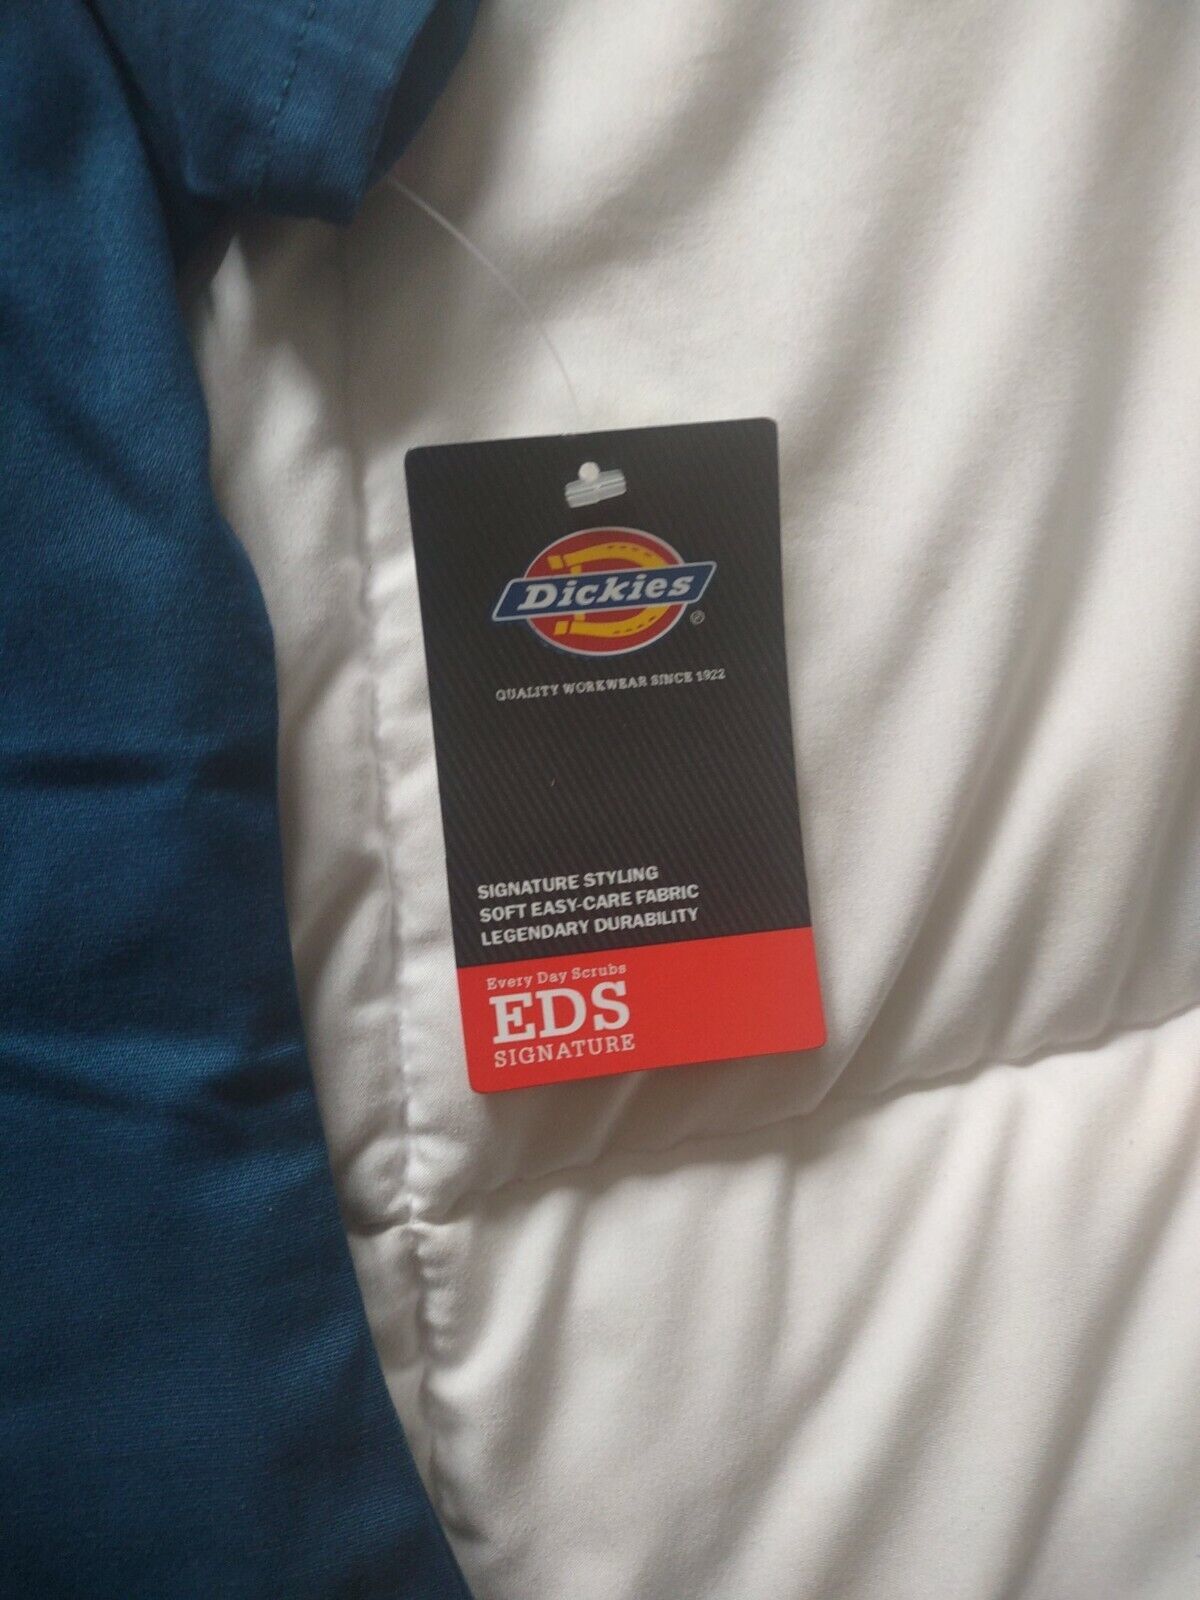 Dickies®
QUALITY WORKWEAR SINCE 1922
SIGNATURE STYLING
SOFT EASY-CARE FABRIC
LEGENDARY DURABILITY
Every Day Scrubs
EDS
SIGNATURE